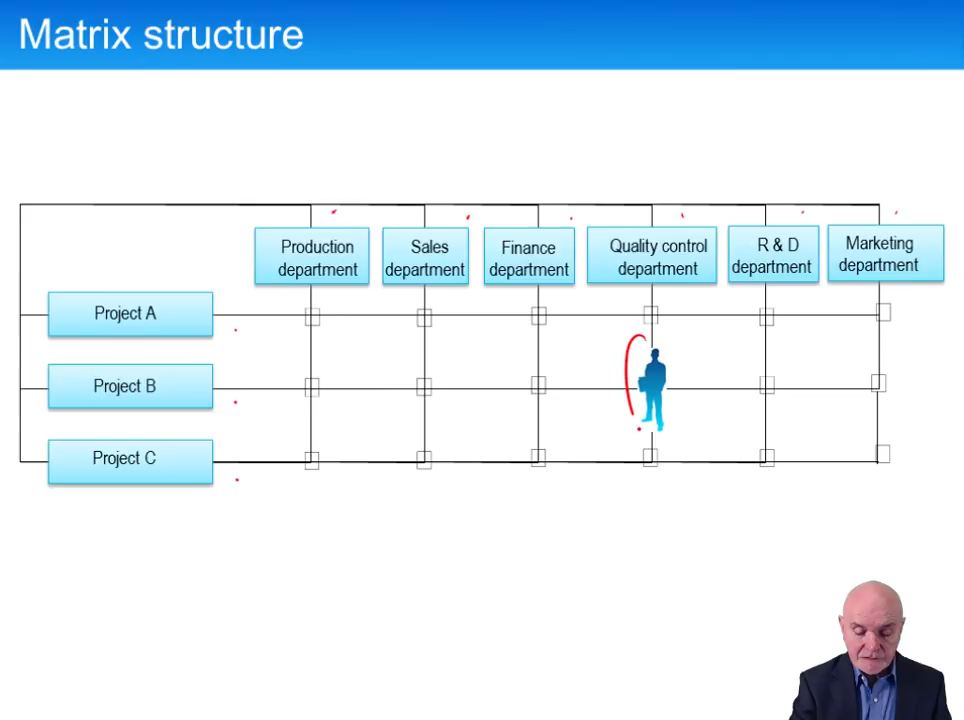 Matrix structure
Production
department
Sales
department
Finance
department
Quality control
department
R & D
department
Marketing
department
Project A
Project B
Project C